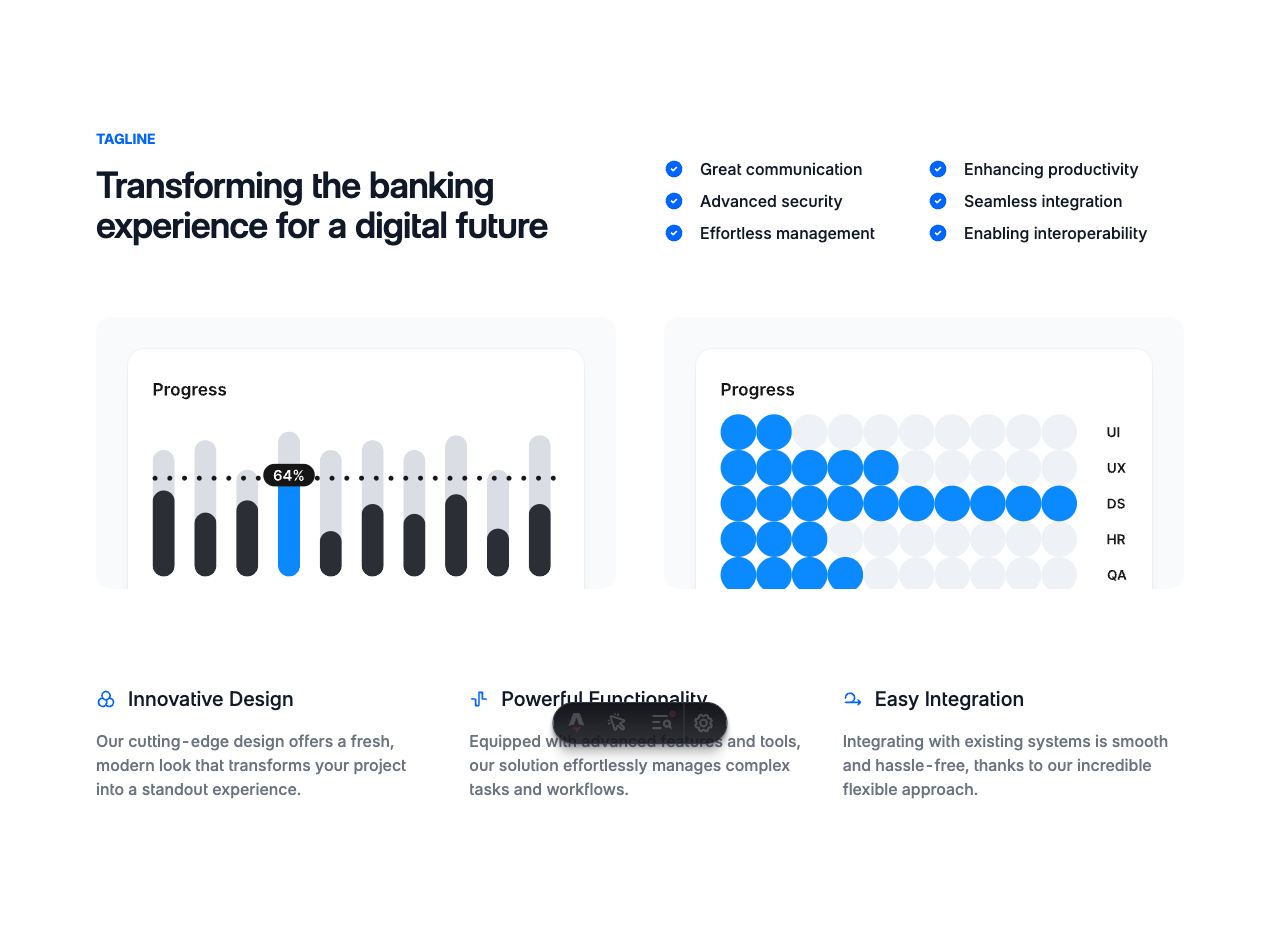 TAGLINE
Transforming the banking
experience for a digital future
Great communication
Advanced security
Effortless management
Enhancing productivity
Seamless integration
Enabling interoperability
Progress
64%
Progress
UI
UX
DS
HR
QA
Innovative Design
Our cutting-edge design offers a fresh,
modern look that transforms your project
into a standout experience.
Powerful Functionality
Equipped with advanced features and tools,
our solution effortlessly manages complex
tasks and workflows.
Easy Integration
Integrating with existing systems is smooth
and hassle-free, thanks to our incredible
flexible approach.